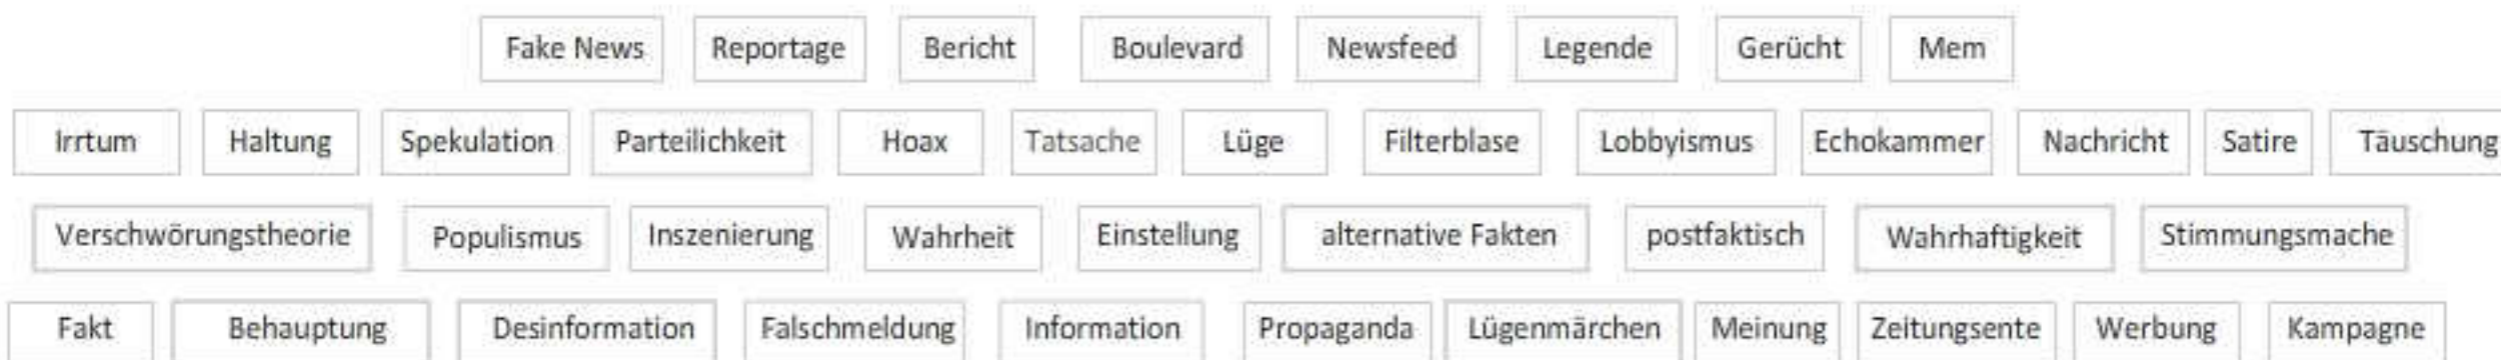 Fake News Reportage Bericht Boulevard Newsfeed Legende Gerücht Mem
Irrtum Haltung Spekulation Parteilichkeit Hoax Tatsache Lüge Filterblase Lobbyismus Echokammer Nachricht Satire Täuschung
Verschwörungstheorie Populismus Inszenierung Wahrheit Einstellung alternative Fakten postfaktisch Wahrhaftigkeit Stimmungsmache
Fakt Behauptung Desinformation Falschmeldung Information Propaganda Lügenmärchen Meinung Zeitungsente Werbung Kampagne